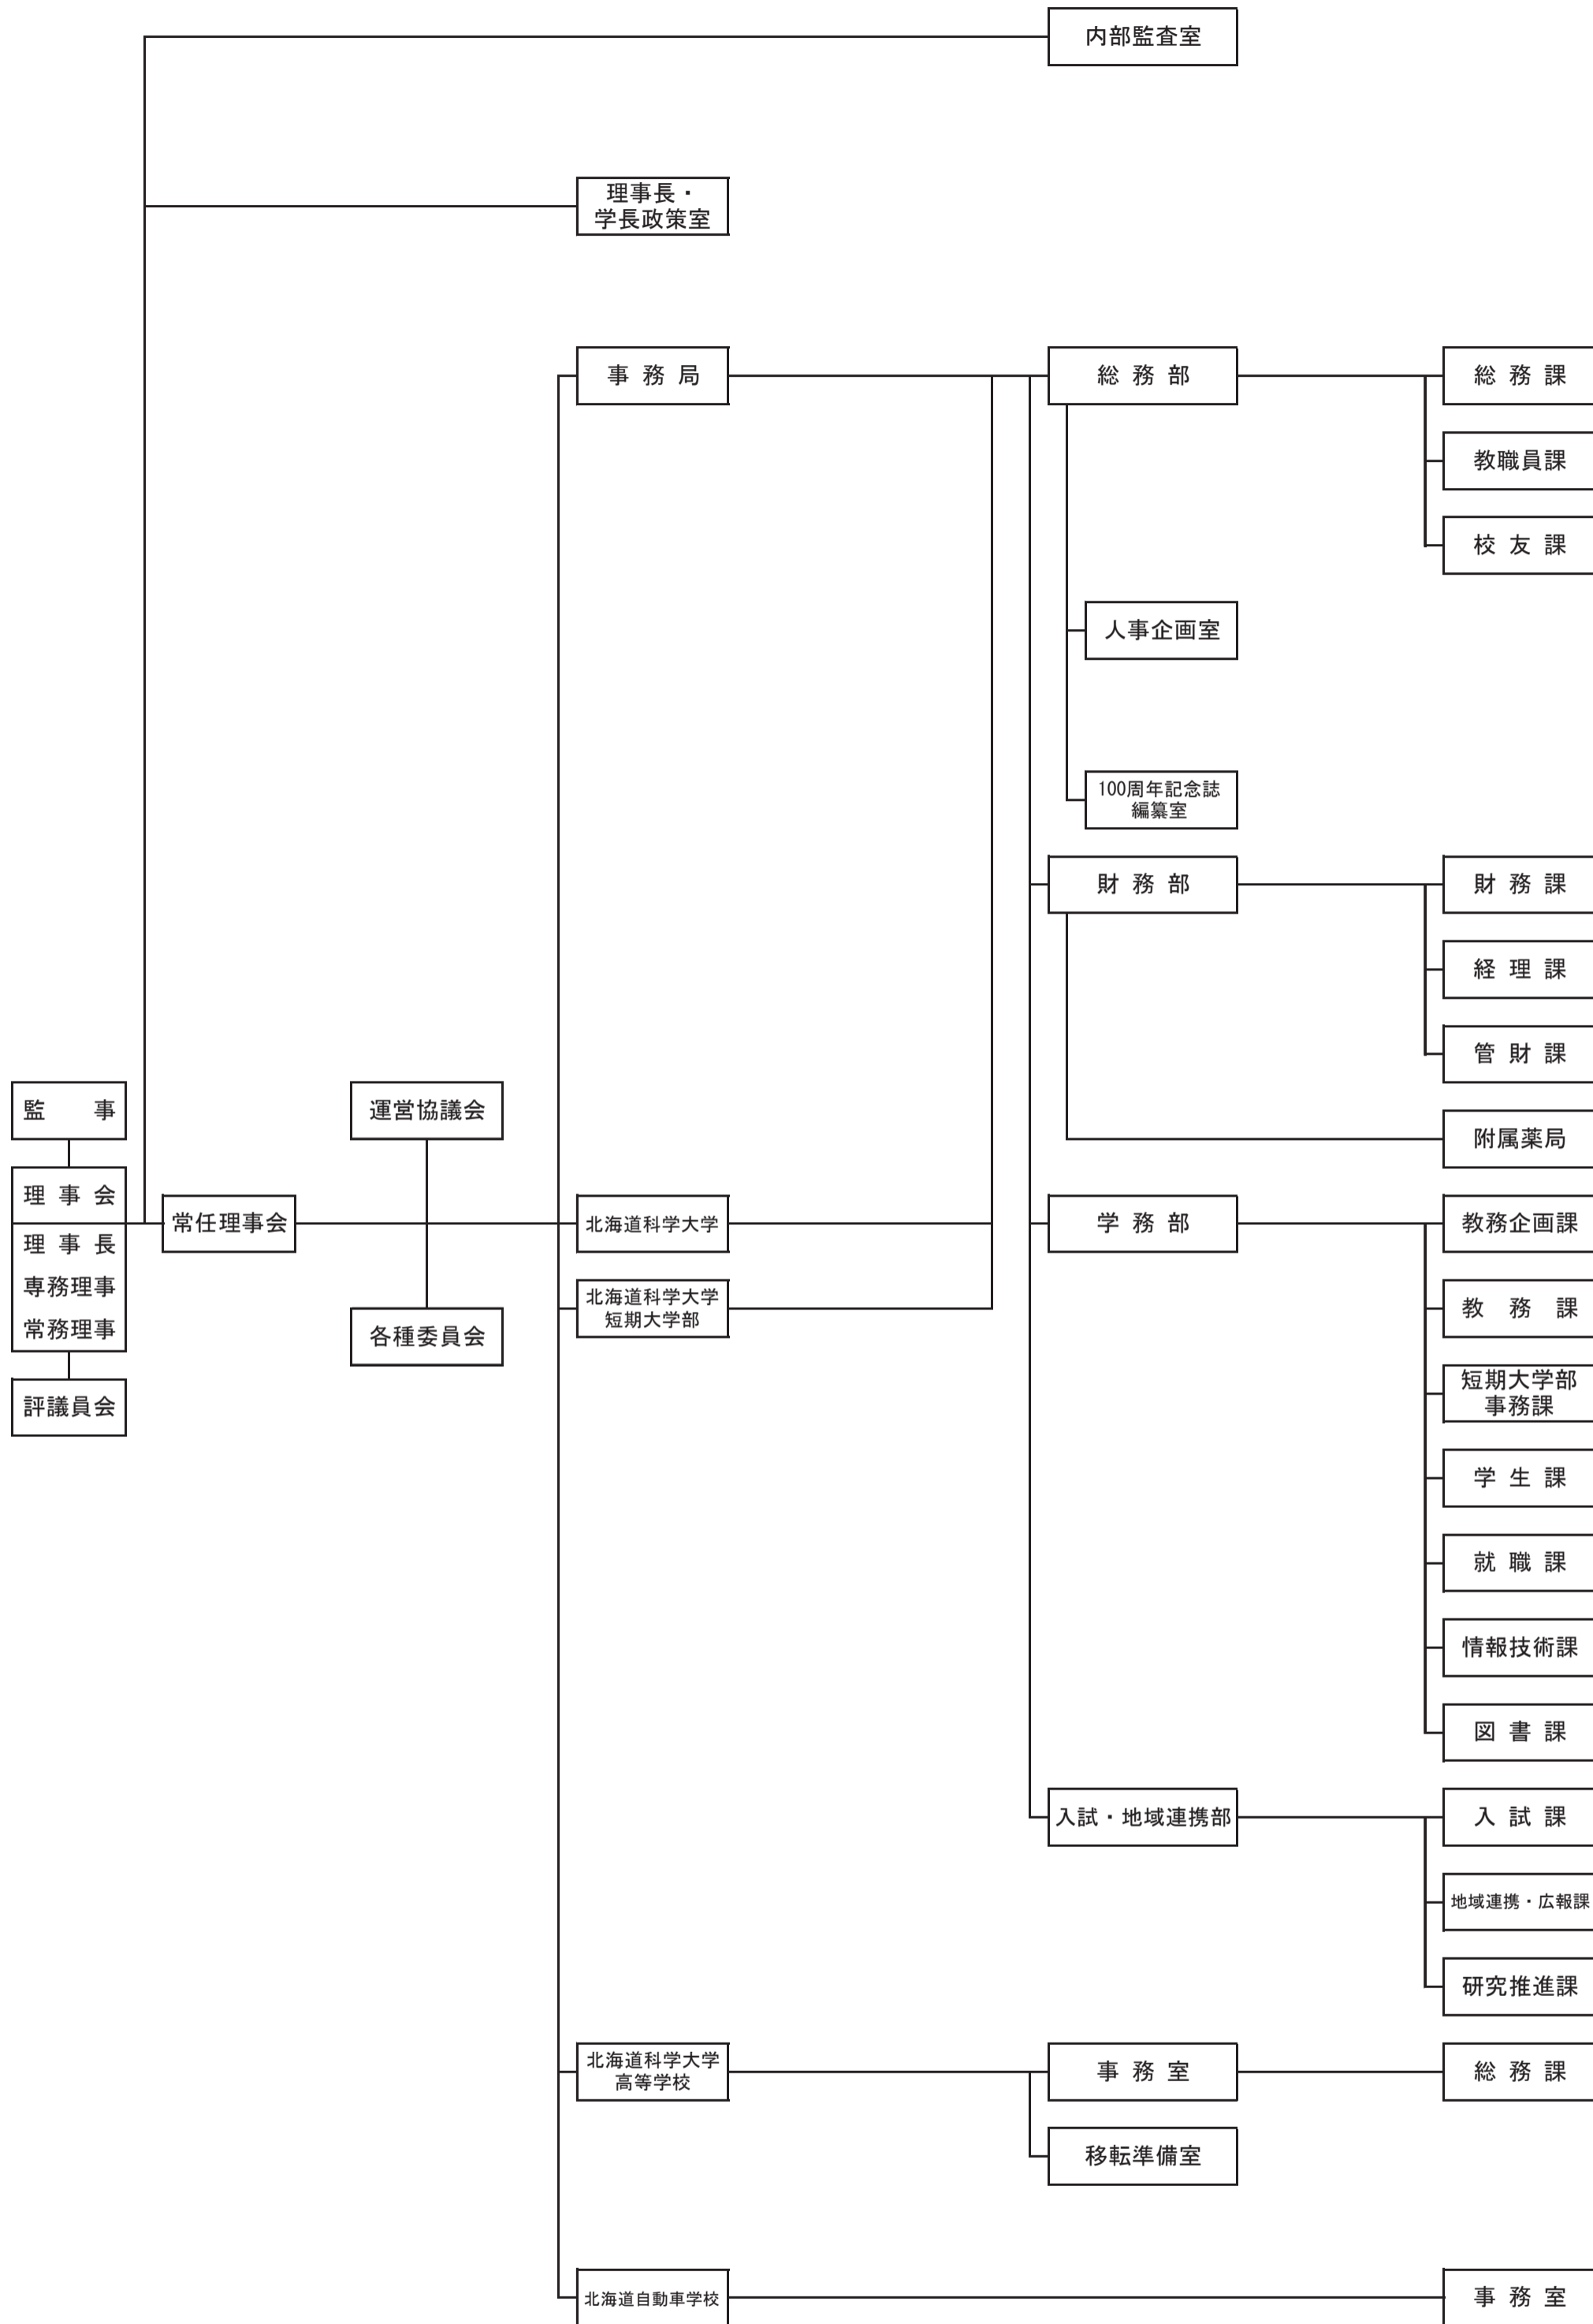 内部監査室
理事長・
学長政策室
事務局
総務部
総務課
教職員課
校友課
人事企画室
100周年記念誌
編纂室
財務部
財務課
経理課
管財課
附属薬局
監　事
理事会
理事長
専務理事
常務理事
評議員会
常任理事会
運営協議会
各種委員会
北海道科学大学
北海道科学大学
短期大学部
学務部
教務企画課
教務課
短期大学部
事務課
学生課
就職課
情報技術課
図書課
入試・地域連携部
入試課
地域連携・広報課
研究推進課
北海道科学大学
高等学校
事務室
総務課
移転準備室
北海道自動車学校
事務室